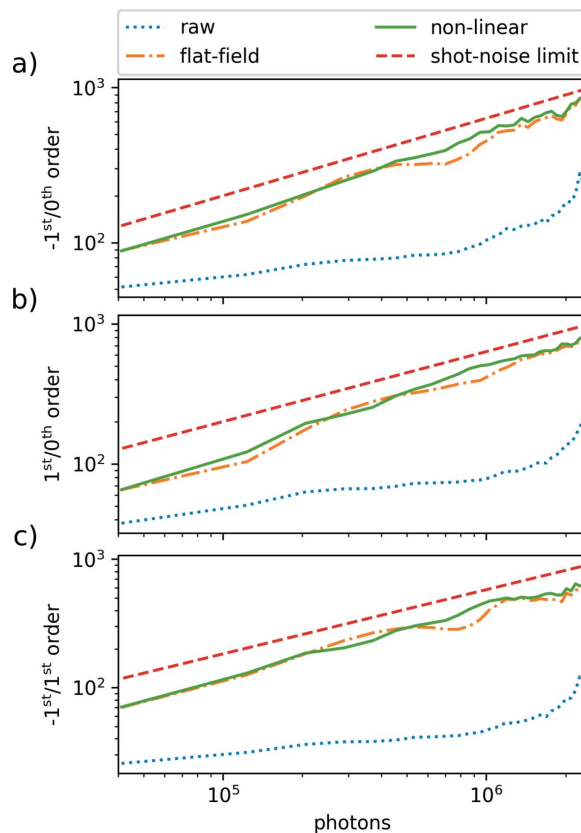 raw non-linear
flat-field shot-noise limit
a)
10³
10²
-1ˢᵗ/0ᵗʰ order
b)
10³
10²
1ˢᵗ/0ᵗʰ order
c)
10³
10²
-1ˢᵗ/1ˢᵗ order
10⁵ 10⁶
photons